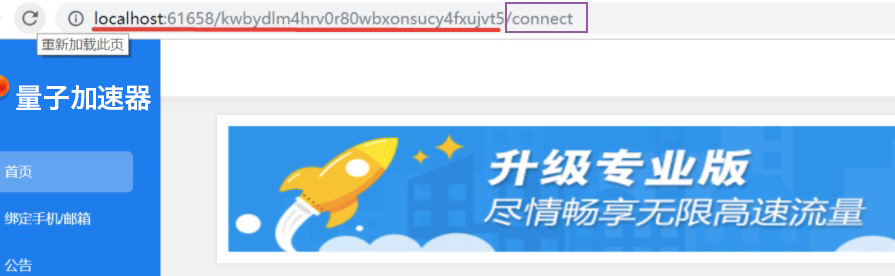 localhost:61658/kwbydlm4hrv0r80wbxonsucy4fxujvt5/connect
重新加载此页
量子加速器
升级专业版
首页
尽情畅享无限高速流量
绑定手机/邮箱
公告